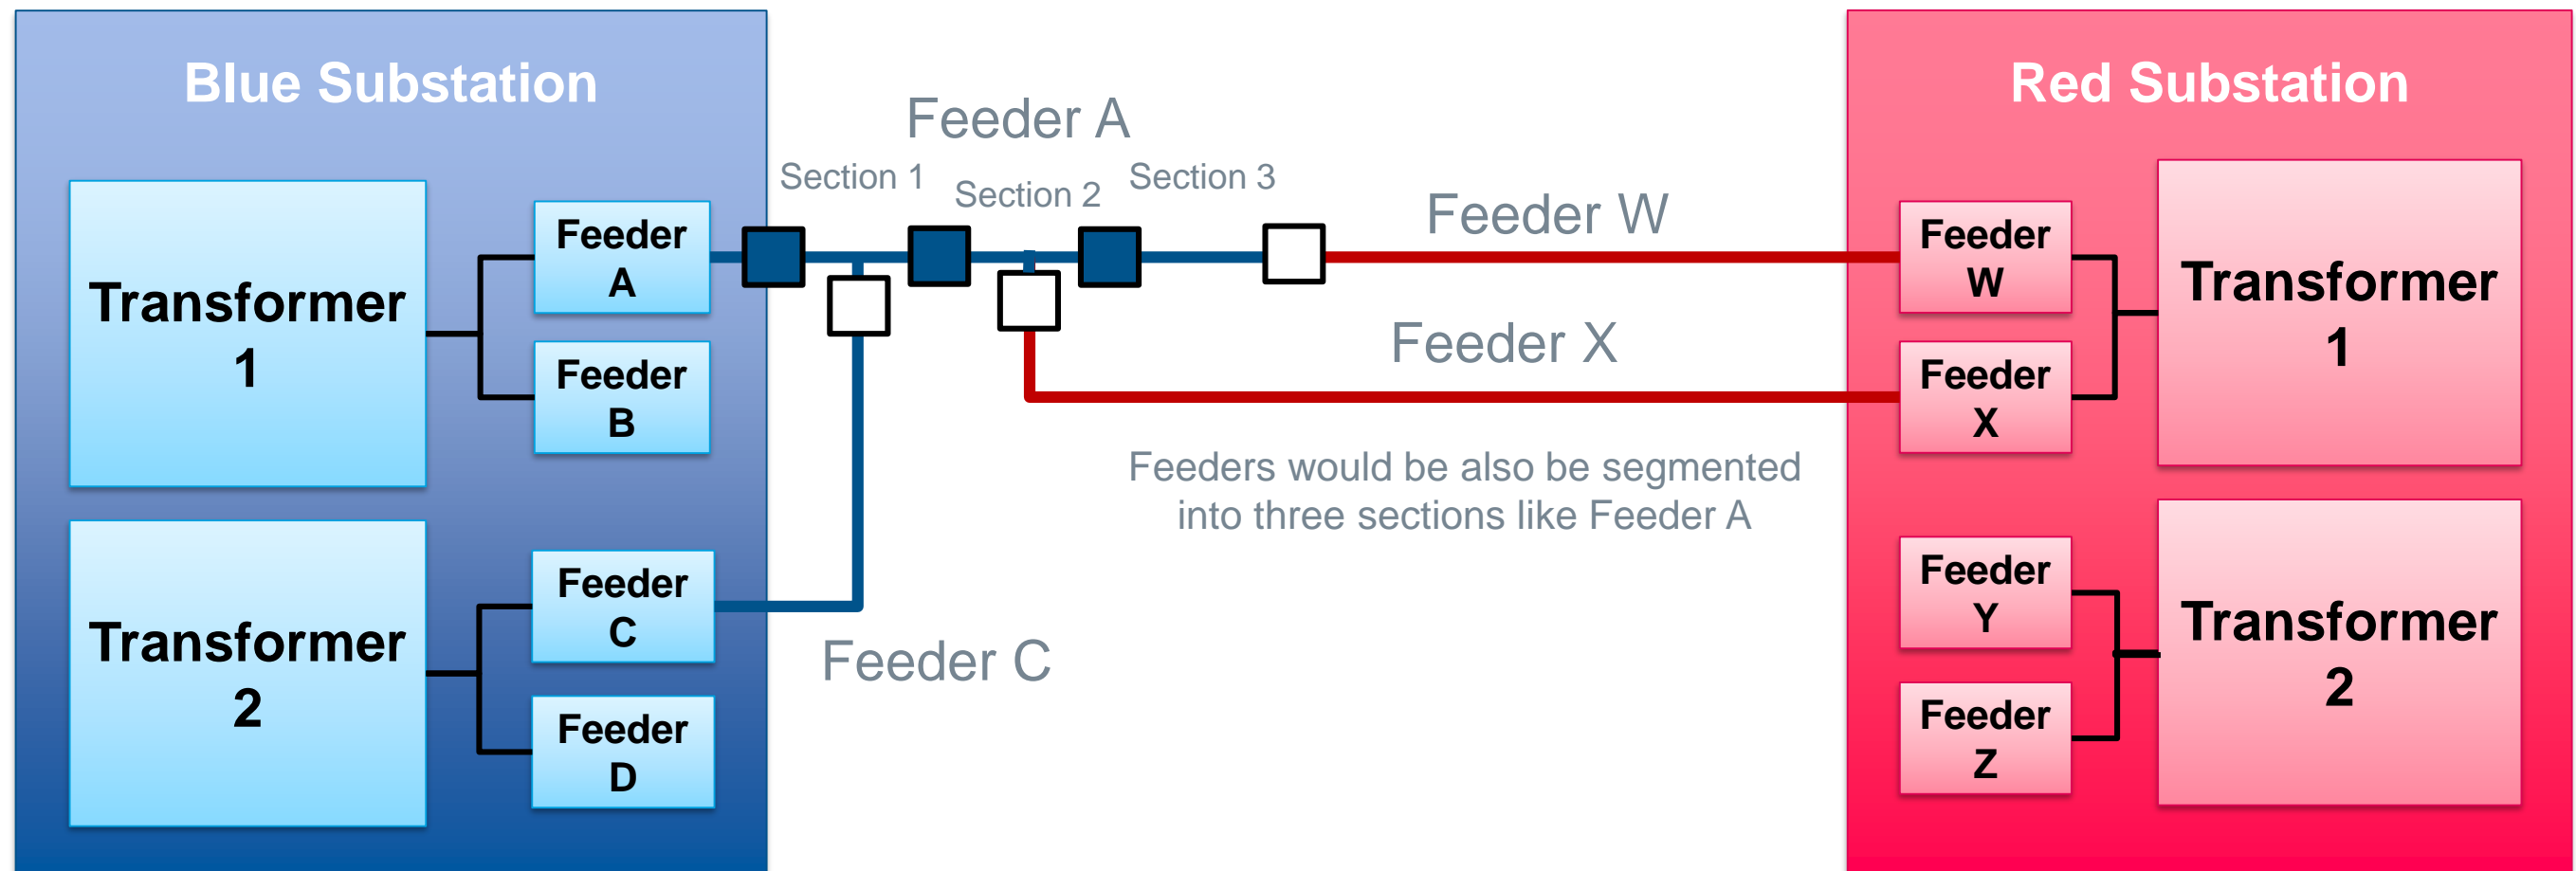 Blue Substation
Transformer
1
Feeder
A
Feeder
B
Transformer
2
Feeder
C
Feeder
D
Feeder A
Section 1
Section 2
Section 3
Feeder W
Feeder X
Feeders would be also be segmented
into three sections like Feeder A
Feeder C
Red Substation
Feeder
W
Feeder
X
Transformer
1
Feeder
Y
Feeder
Z
Transformer
2